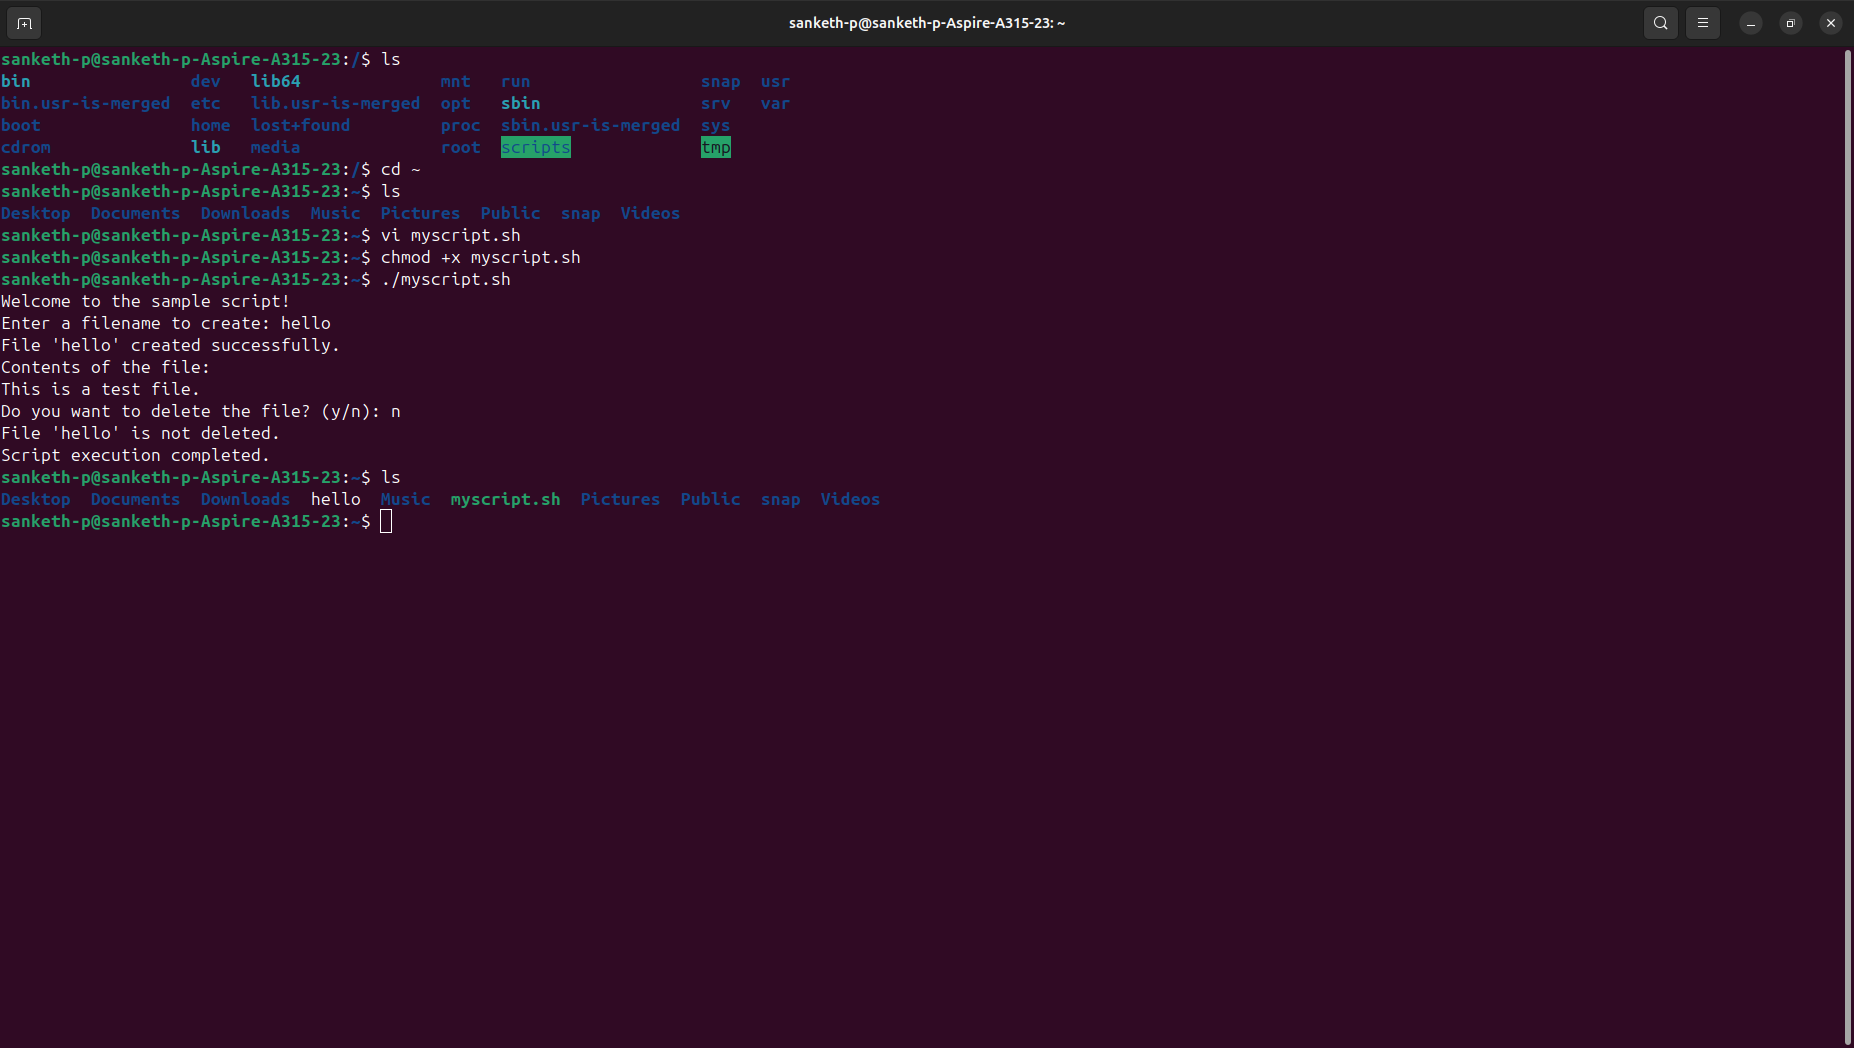 sanketh-p@sanketh-p-Aspire-A315-23: ~
sanketh-p@sanketh-p-Aspire-A315-23:/$ ls
bin dev lib64 mnt run snap usr
bin.usr-is-merged etc lib.usr-is-merged opt sbin srv var
boot home lost+found proc sbin.usr-is-merged sys
cdrom lib media root scripts tmp
sanketh-p@sanketh-p-Aspire-A315-23:/$ cd ~
sanketh-p@sanketh-p-Aspire-A315-23:~$ ls
Desktop Documents Downloads Music Pictures Public snap Videos
sanketh-p@sanketh-p-Aspire-A315-23:~$ vi myscript.sh
sanketh-p@sanketh-p-Aspire-A315-23:~$ chmod +x myscript.sh
sanketh-p@sanketh-p-Aspire-A315-23:~$ ./myscript.sh
Welcome to the sample script!
Enter a filename to create: hello
File 'hello' created successfully.
Contents of the file:
This is a test file.
Do you want to delete the file? (y/n): n
File 'hello' is not deleted.
Script execution completed.
sanketh-p@sanketh-p-Aspire-A315-23:~$ ls
Desktop Documents Downloads hello Music myscript.sh Pictures Public snap Videos
sanketh-p@sanketh-p-Aspire-A315-23:~$